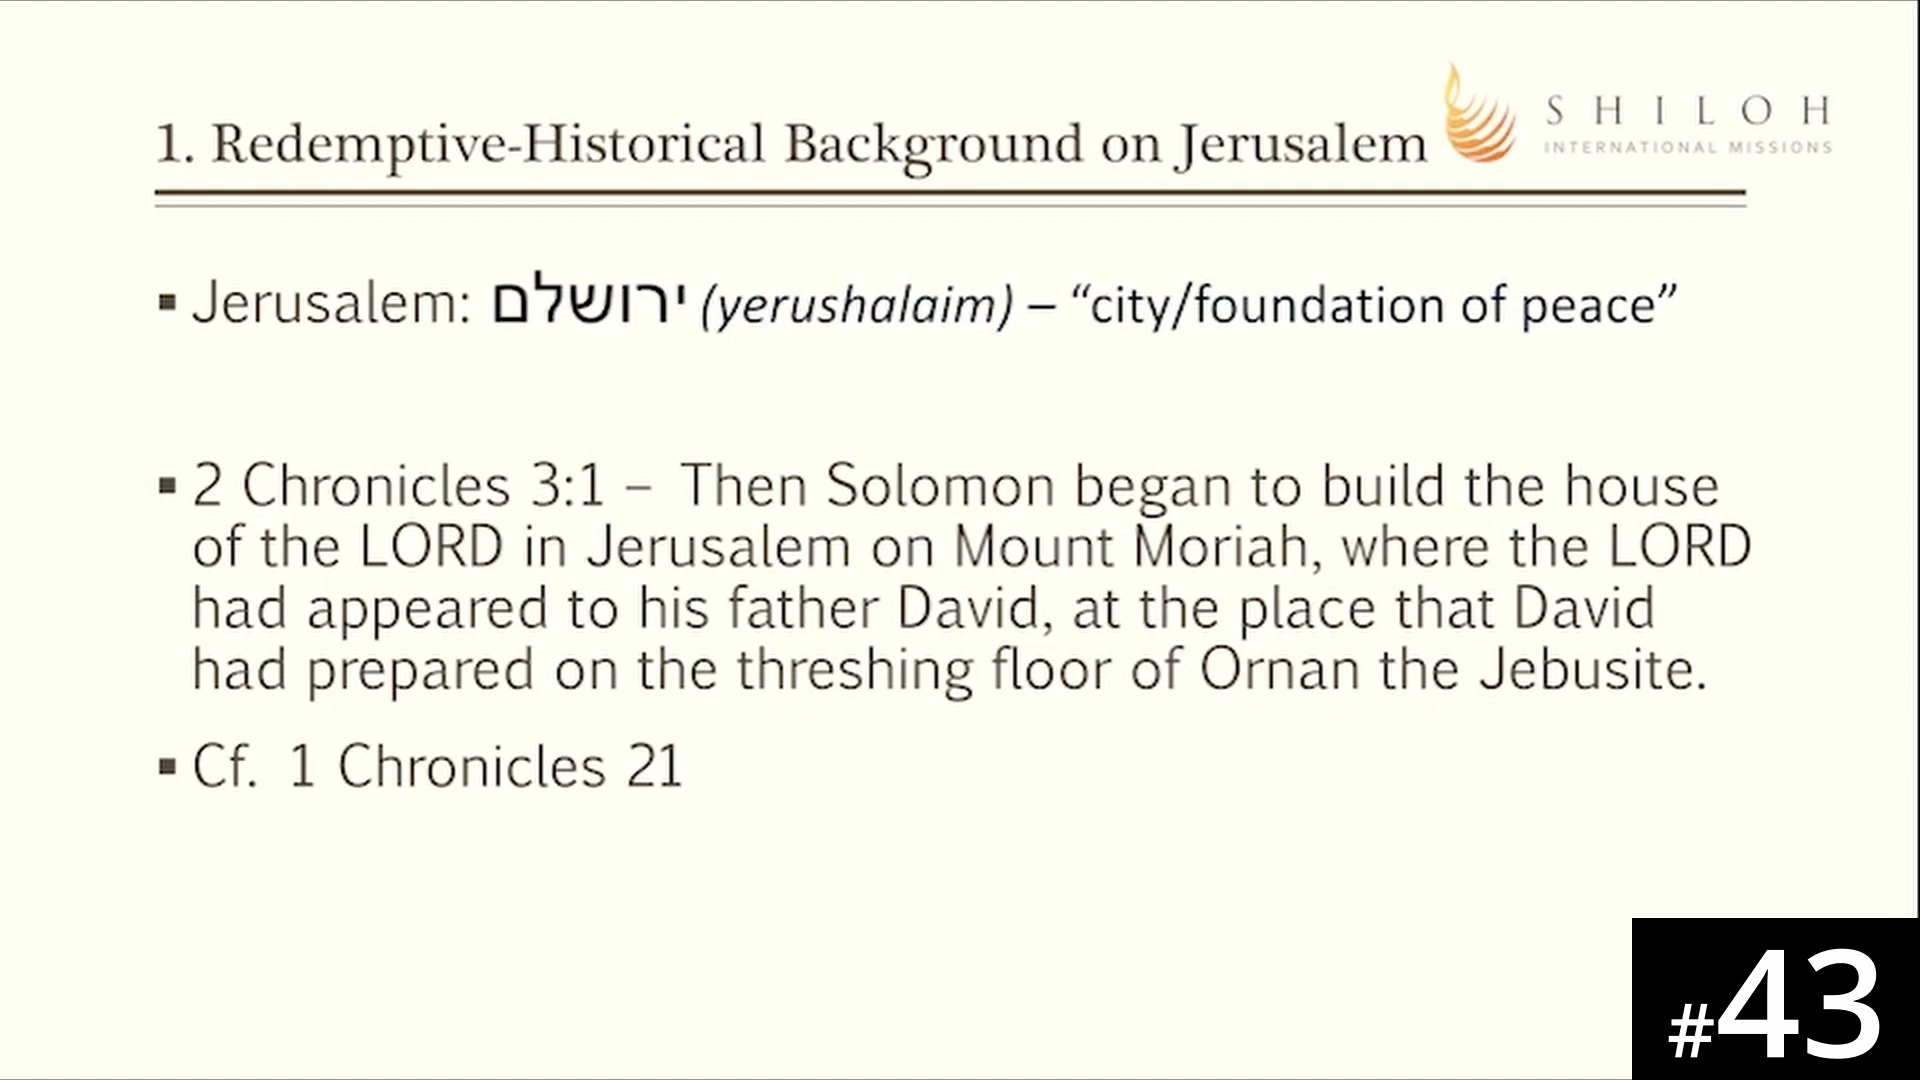 1. Redemptive-Historical Background on Jerusalem
SHILOH
INTERNATIONAL MISSIONS
▪ Jerusalem: ירושלם (yerushalaim) – “city/foundation of peace”
▪ 2 Chronicles 3:1 – Then Solomon began to build the house
of the LORD in Jerusalem on Mount Moriah, where the LORD
had appeared to his father David, at the place that David
had prepared on the threshing floor of Ornan the Jebusite.
▪ Cf. 1 Chronicles 21
#43